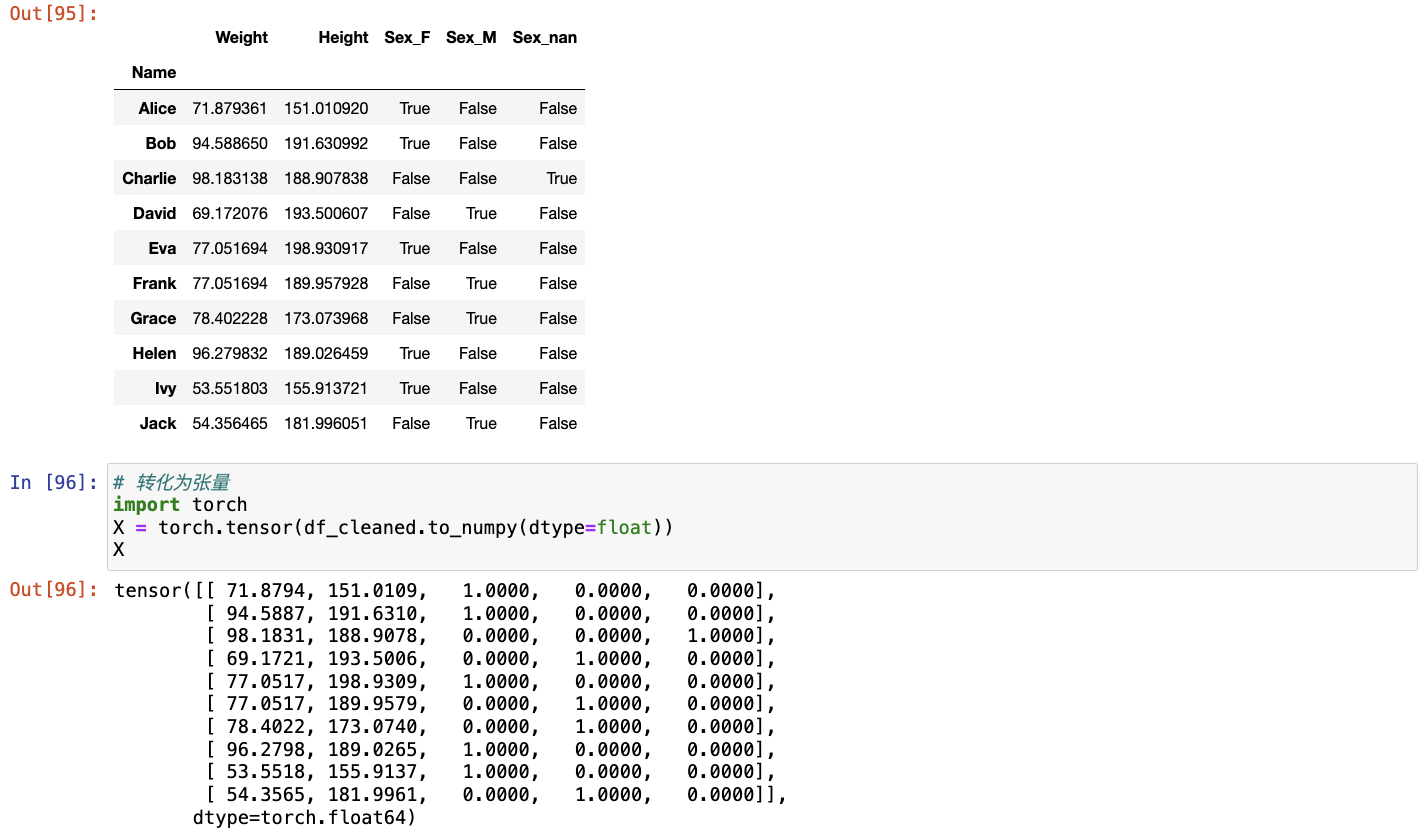 Out[95]:
Weight Height Sex_F Sex_M Sex_nan
Name
Alice 71.879361 151.010920 True False False
Bob 94.588650 191.630992 True False False
Charlie 98.183138 188.907838 False False True
David 69.172076 193.500607 False True False
Eva 77.051694 198.930917 True False False
Frank 77.051694 189.957928 False True False
Grace 78.402228 173.073968 False True False
Helen 96.279832 189.026459 True False False
Ivy 53.551803 155.913721 True False False
Jack 54.356465 181.996051 False True False
In [96]: # 转化为张量
import torch
X = torch.tensor(df_cleaned.to_numpy(dtype=float))
X
Out[96]: tensor([[ 71.8794, 151.0109,   1.0000,   0.0000,   0.0000],
[ 94.5887, 191.6310,   1.0000,   0.0000,   0.0000],
[ 98.1831, 188.9078,   0.0000,   0.0000,   1.0000],
[ 69.1721, 193.5006,   0.0000,   1.0000,   0.0000],
[ 77.0517, 198.9309,   1.0000,   0.0000,   0.0000],
[ 77.0517, 189.9579,   0.0000,   1.0000,   0.0000],
[ 78.4022, 173.0740,   0.0000,   1.0000,   0.0000],
[ 96.2798, 189.0265,   1.0000,   0.0000,   0.0000],
[ 53.5518, 155.9137,   1.0000,   0.0000,   0.0000],
[ 54.3565, 181.9961,   0.0000,   1.0000,   0.0000]],
dtype=torch.float64)